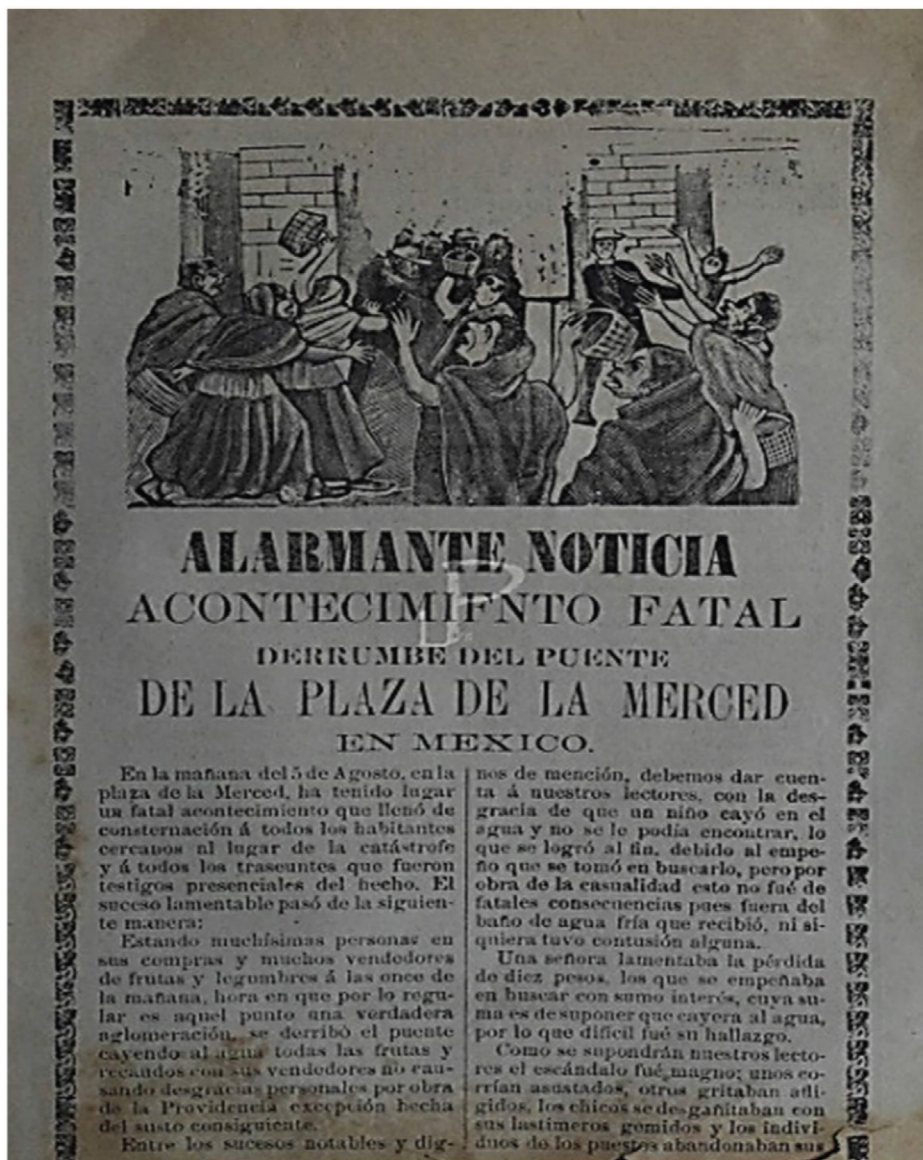 ALARMANTE NOTICIA
ACONTECIMIENTO FATAL
DERRUMBE DEL PUENTE
DE LA PLAZA DE LA MERCED
EN MEXICO.
En la mañana del 5 de Agosto, en la
plaza de la Merced, ha tenido lugar
un fatal acontecimiento que llenó de
consternación á todos los habitantes
cercanos al lugar de la catástrofe
y á todos los traseuntes que fueron
testigos presenciales del hecho. El
suceso lamentable pasó de la siguien-
te manera:
Estando muchísimas personas en
sus compras y muchos vendedores
de frutas y legumbres á las once de
la mañana, hora en que por lo regu-
lar es aquel punto una verdadera
aglomeración, se derribó el puente
cayendo al agua todas las frutas y
recaudos con sus vendedores no cau-
sando desgracias personales por obra
de la Providencia excepción hecha
del susto consiguiente.
Entre los sucesos notables y dig-
nos de mención, debemos dar cuen-
ta á nuestros lectores, con la des-
gracia de que un niño cayó en el
agua y no se le podía encontrar, lo
que se logró al fin, debido al empe-
ño que se tomó en buscarlo, pero por
obra de la casualidad esto no fué de
fatales consecuencias pues fuera del
baño de agua fría que recibió, ni si-
quiera tuvo contusión alguna.
Una señora lamentaba la pérdida
de diez pesos, los que se empeñaba
en buscar con sumo interés, cuya su-
ma es de suponer que cayera al agua,
por lo que dificil fué su hallazgo.
Como se supondrán nuestros lecto-
res el escándalo fué magno; unos co-
rrían asustados, otros gritaban afli-
gidos, los chicos se desgañitaban con
sus lastimeros gemidos y los indivi-
duos de los puestos abandonaban sus